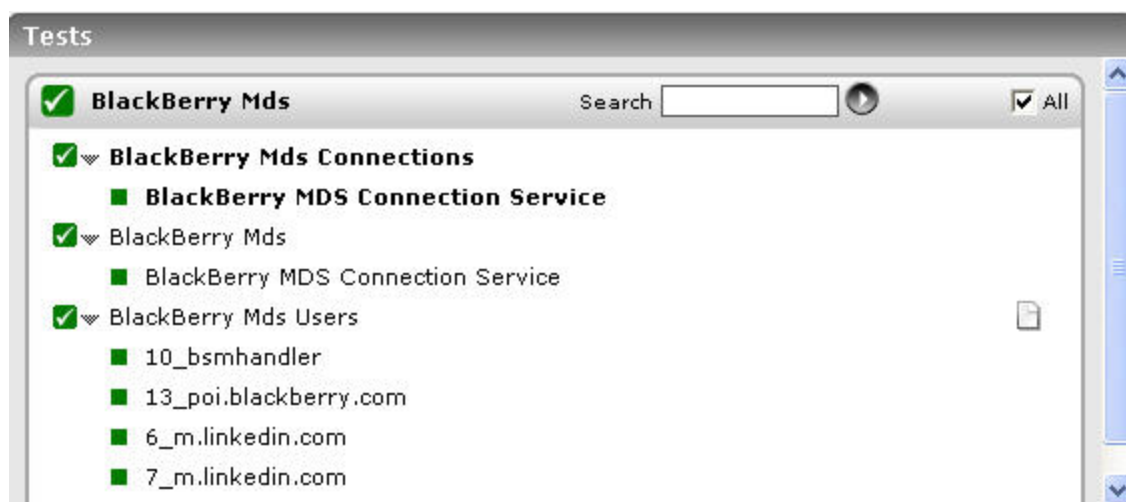 Tests
BlackBerry Mds Search All
BlackBerry Mds Connections
BlackBerry MDS Connection Service
BlackBerry Mds
BlackBerry MDS Connection Service
BlackBerry Mds Users
10_bsmhandler
13_poi.blackberry.com
6_m.linkedin.com
7_m.linkedin.com